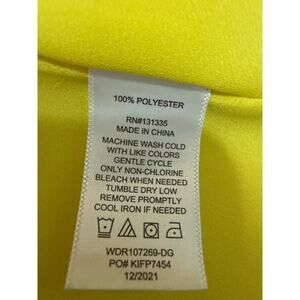 100% POLYESTER
RN#131335
MADE IN CHINA
MACHINE WASH COLD
WITH LIKE COLORS
GENTLE CYCLE
ONLY NON-CHLORINE
BLEACH WHEN NEEDED
TUMBLE DRY LOW
REMOVE PROMPTLY
COOL IRON IF NEEDED
WDR107269-DG
PO# KIFP7454
12/2021